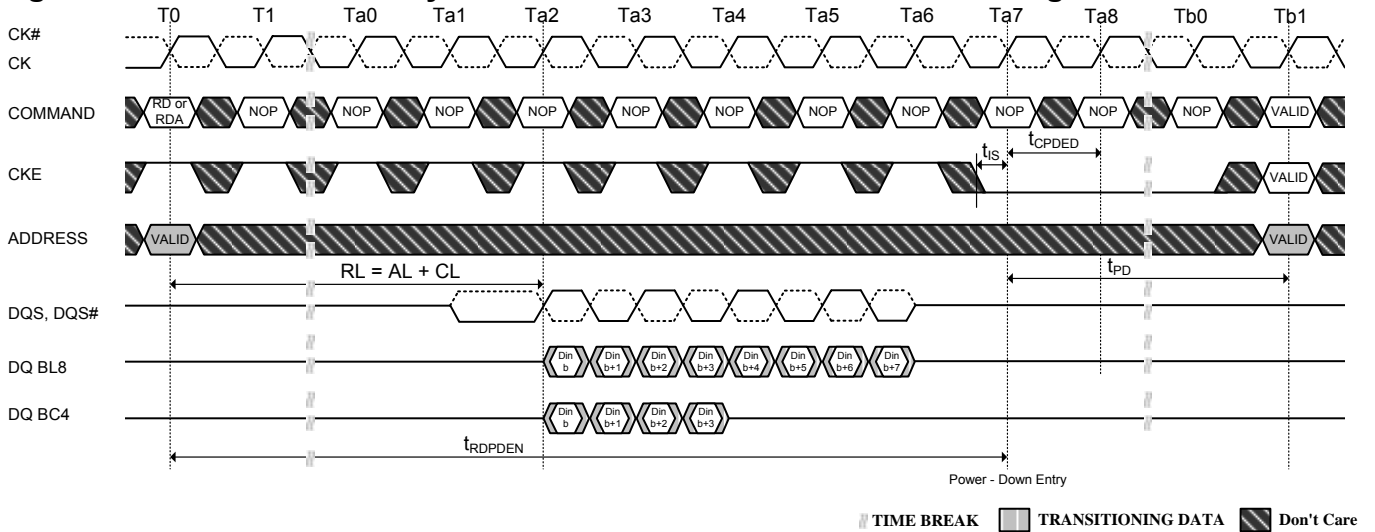 T0 T1 Ta0 Ta1 Ta2 Ta3 Ta4 Ta5 Ta6 Ta7 Ta8 Tb0 Tb1
CK#
CK
COMMAND RD or RDA NOP NOP NOP NOP NOP NOP NOP NOP NOP NOP NOP VALID
tIS tCPDED
CKE VALID
ADDRESS VALID VALID
RL = AL + CL tPD
DQS, DQS#
DQ BL8 Din b Din b+1 Din b+2 Din b+3 Din b+4 Din b+5 Din b+6 Din b+7
DQ BC4 Din b Din b+1 Din b+2 Din b+3
tRDPDEN
Power - Down Entry
TIME BREAK TRANSITIONING DATA Don't Care